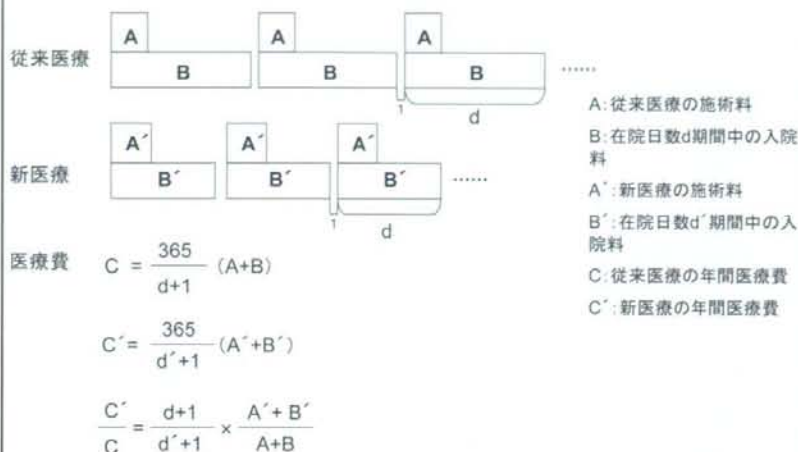 従来医療
A
B
A
B
A
B
……
1
d
新医療
A´
B´
A´
B´
A´
B´
……
1
d
A:従来医療の施術料
B:在院日数d期間中の入院
料
A´:新医療の施術料
B´:在院日数d´期間中の入
院料
C:従来医療の年間医療費
C´:新医療の年間医療費
医療費
C = 365/d+1 (A+B)
C´= 365/d´+1 (A´+B´)
C´/C = d+1/d´+1 × A´+ B´/A+B